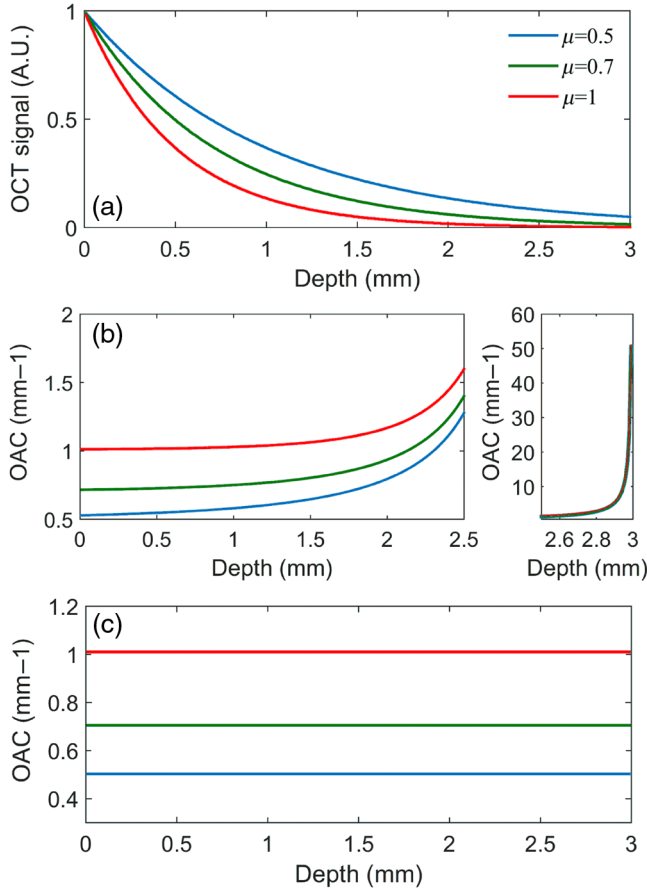 1
0.5
0
OCT signal (A.U.)
(a)
μ=0.5
μ=0.7
μ=1
0 0.5 1 1.5 2 2.5 3
Depth (mm)
2
1.5
1
0.5
OAC (mm–1)
(b)
0 0.5 1 1.5 2 2.5
Depth (mm)
60
50
40
30
20
10
OAC (mm–1)
2.6 2.8 3
Depth (mm)
1.2
1
0.8
0.6
0.4
OAC (mm–1)
(c)
0 0.5 1 1.5 2 2.5 3
Depth (mm)